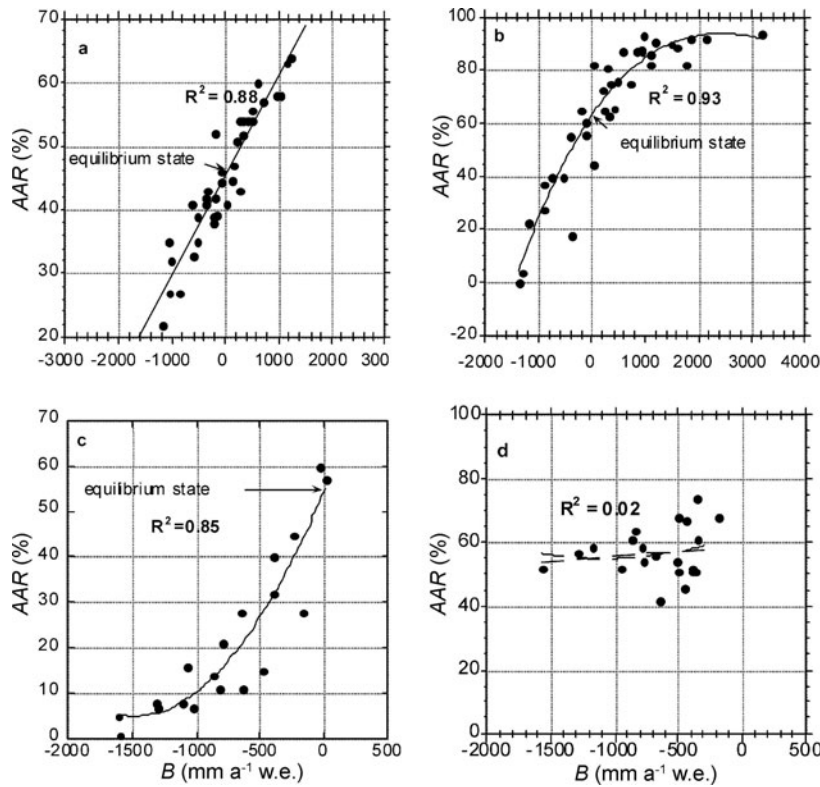 a
R² = 0.88
equilibrium state
AAR (%)
70
60
50
40
30
20
-3000 -2000 -1000 0 1000 2000 300
b
R² = 0.93
equilibrium state
AAR (%)
100
80
60
40
20
0
-20
-2000 -1000 0 1000 2000 3000 4000
c
equilibrium state
R² =0.85
AAR (%)
70
60
50
40
30
20
10
0
-2000 -1500 -1000 -500 0 500
B (mm a⁻¹ w.e.)
d
R² = 0.02
AAR (%)
100
80
60
40
20
0
-2000 -1500 -1000 -500 0 500
B (mm a⁻¹ w.e.)